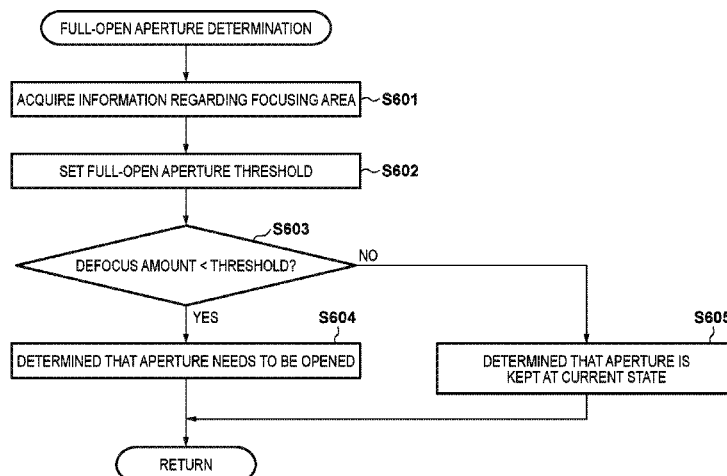 FULL-OPEN APERTURE DETERMINATION
ACQUIRE INFORMATION REGARDING FOCUSING AREA
S601
SET FULL-OPEN APERTURE THRESHOLD
S602
S603
DEFOCUS AMOUNT < THRESHOLD?
NO
YES
S604
DETERMINED THAT APERTURE NEEDS TO BE OPENED
S605
DETERMINED THAT APERTURE IS
KEPT AT CURRENT STATE
RETURN